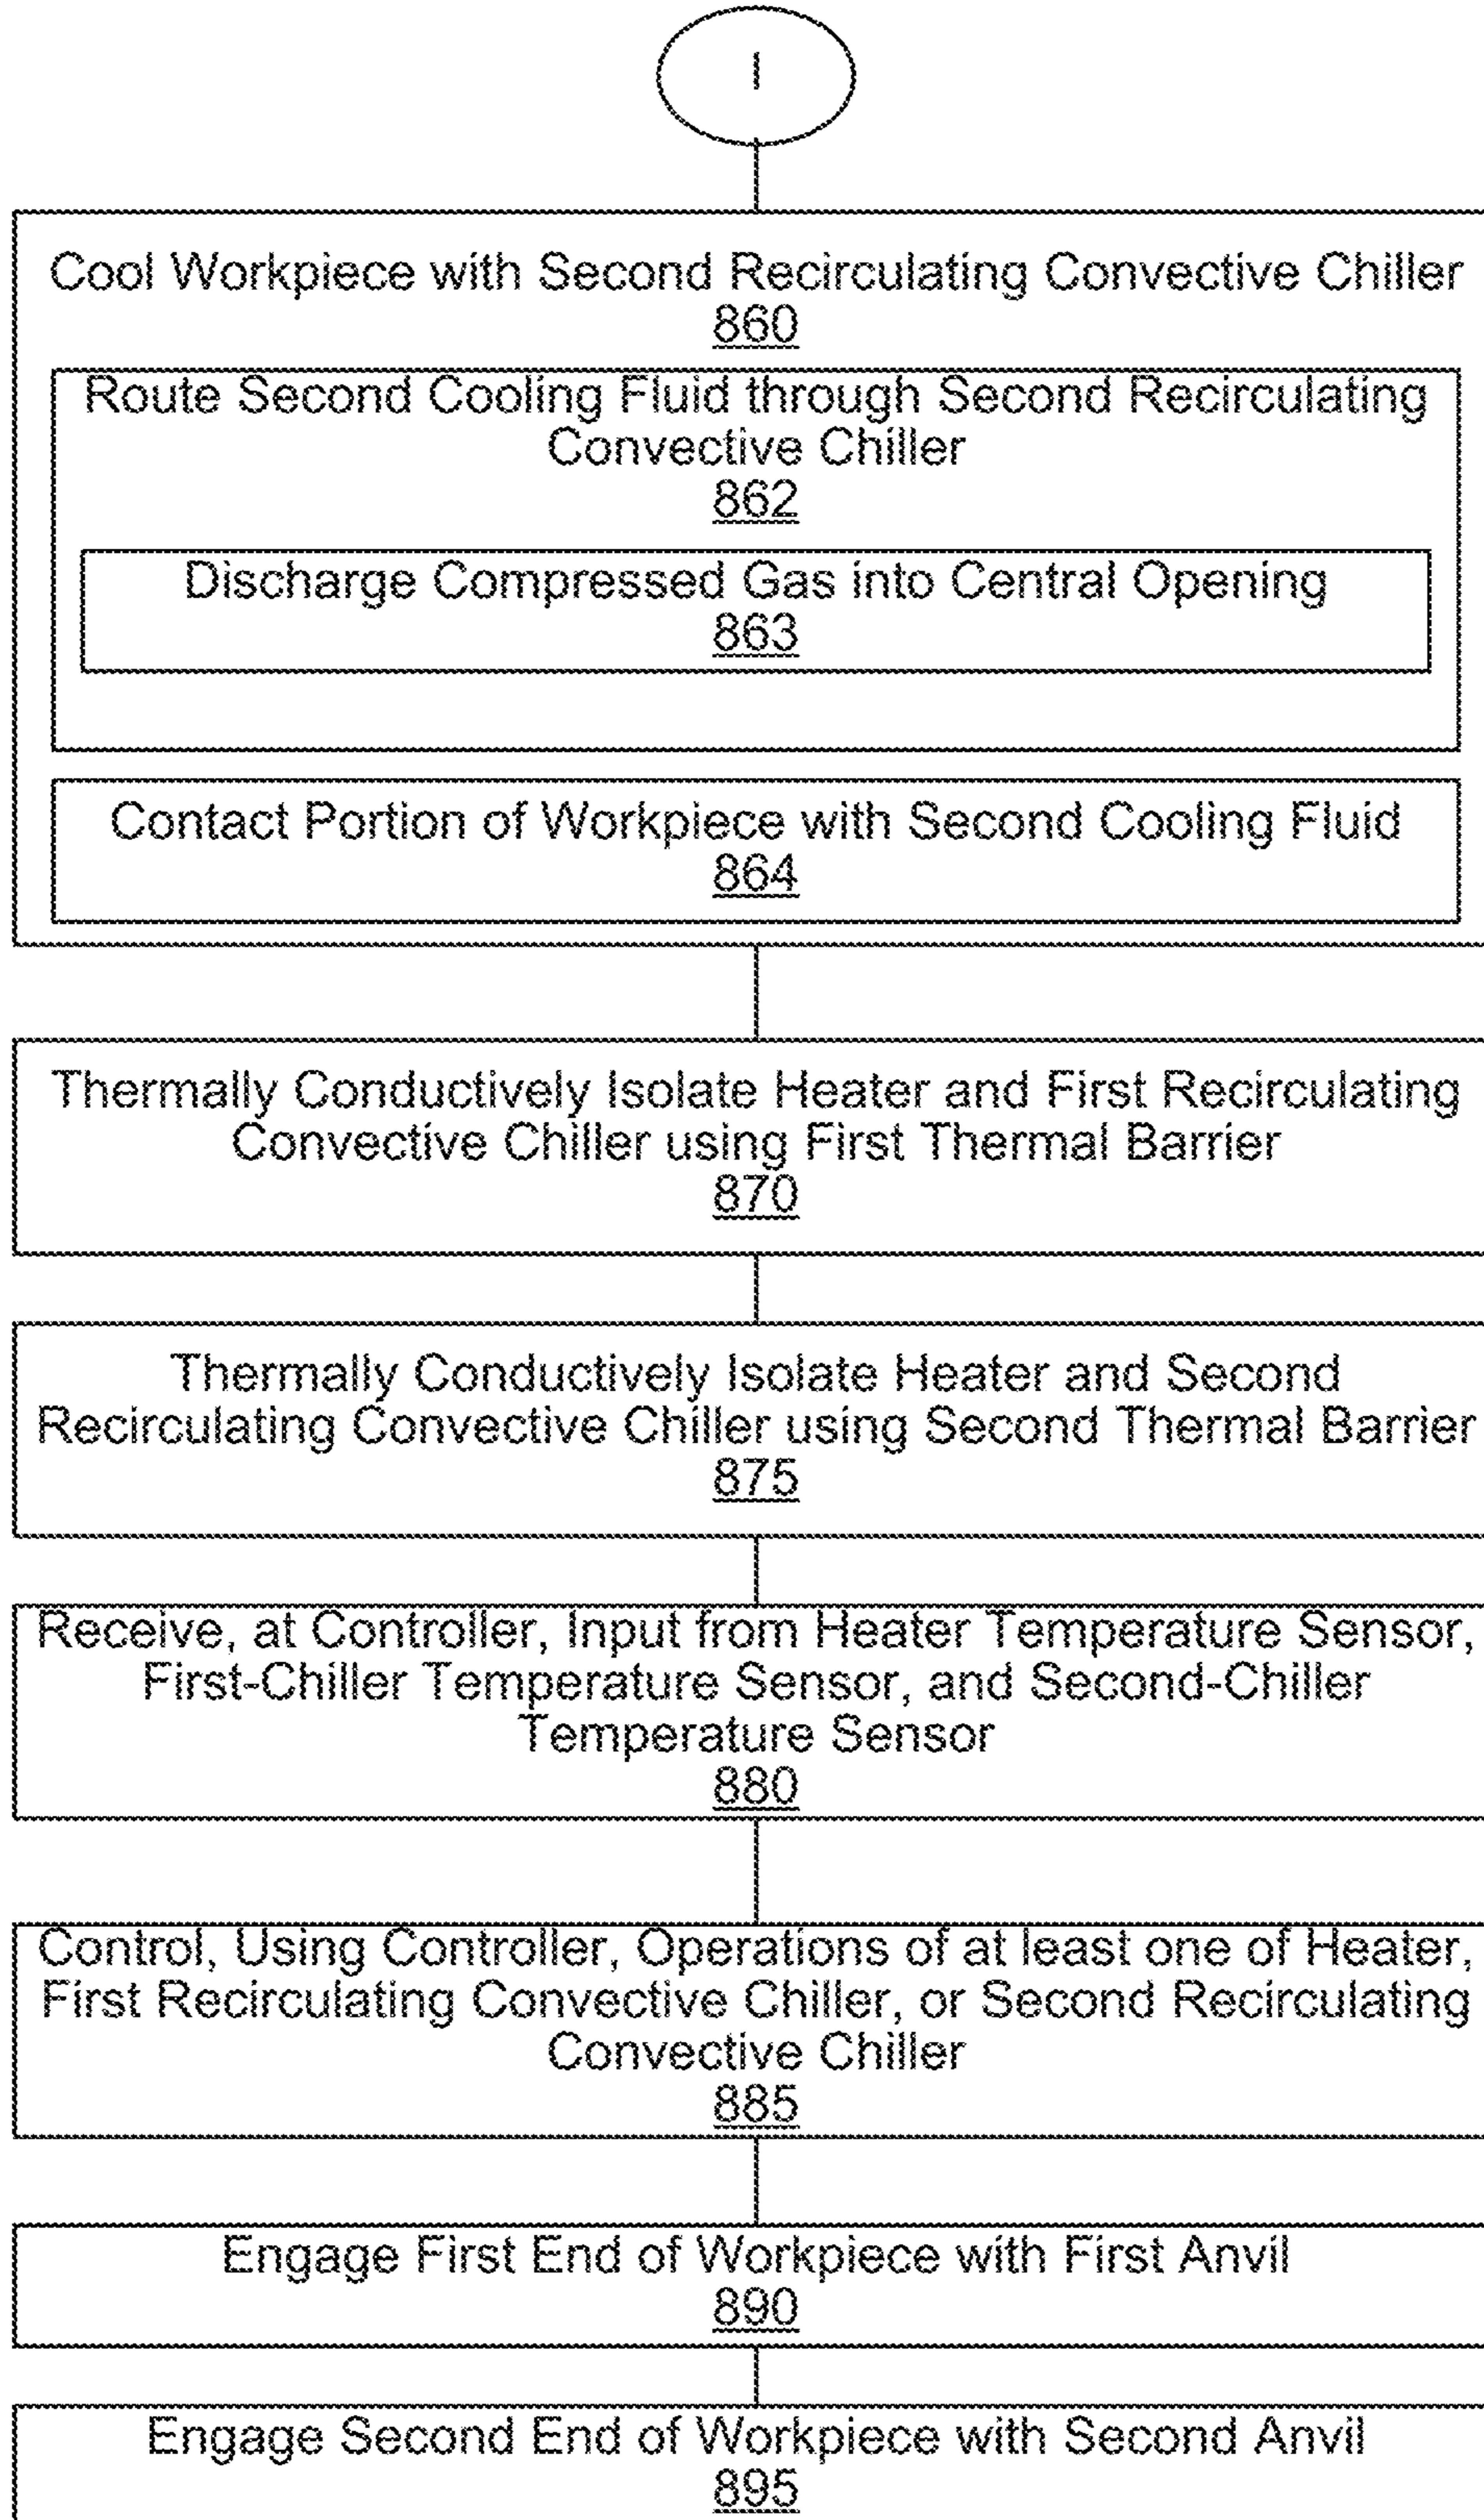 I
Cool Workpiece with Second Recirculating Convective Chiller
860
Route Second Cooling Fluid through Second Recirculating
Convective Chiller
862
Discharge Compressed Gas into Central Opening
863
Contact Portion of Workpiece with Second Cooling Fluid
864
Thermally Conductively Isolate Heater and First Recirculating
Convective Chiller using First Thermal Barrier
870
Thermally Conductively Isolate Heater and Second
Recirculating Convective Chiller using Second Thermal Barrier
875
Receive, at Controller, Input from Heater Temperature Sensor,
First-Chiller Temperature Sensor, and Second-Chiller
Temperature Sensor
880
Control, Using Controller, Operations of at least one of Heater,
First Recirculating Convective Chiller, or Second Recirculating
Convective Chiller
885
Engage First End of Workpiece with First Anvil
890
Engage Second End of Workpiece with Second Anvil
895